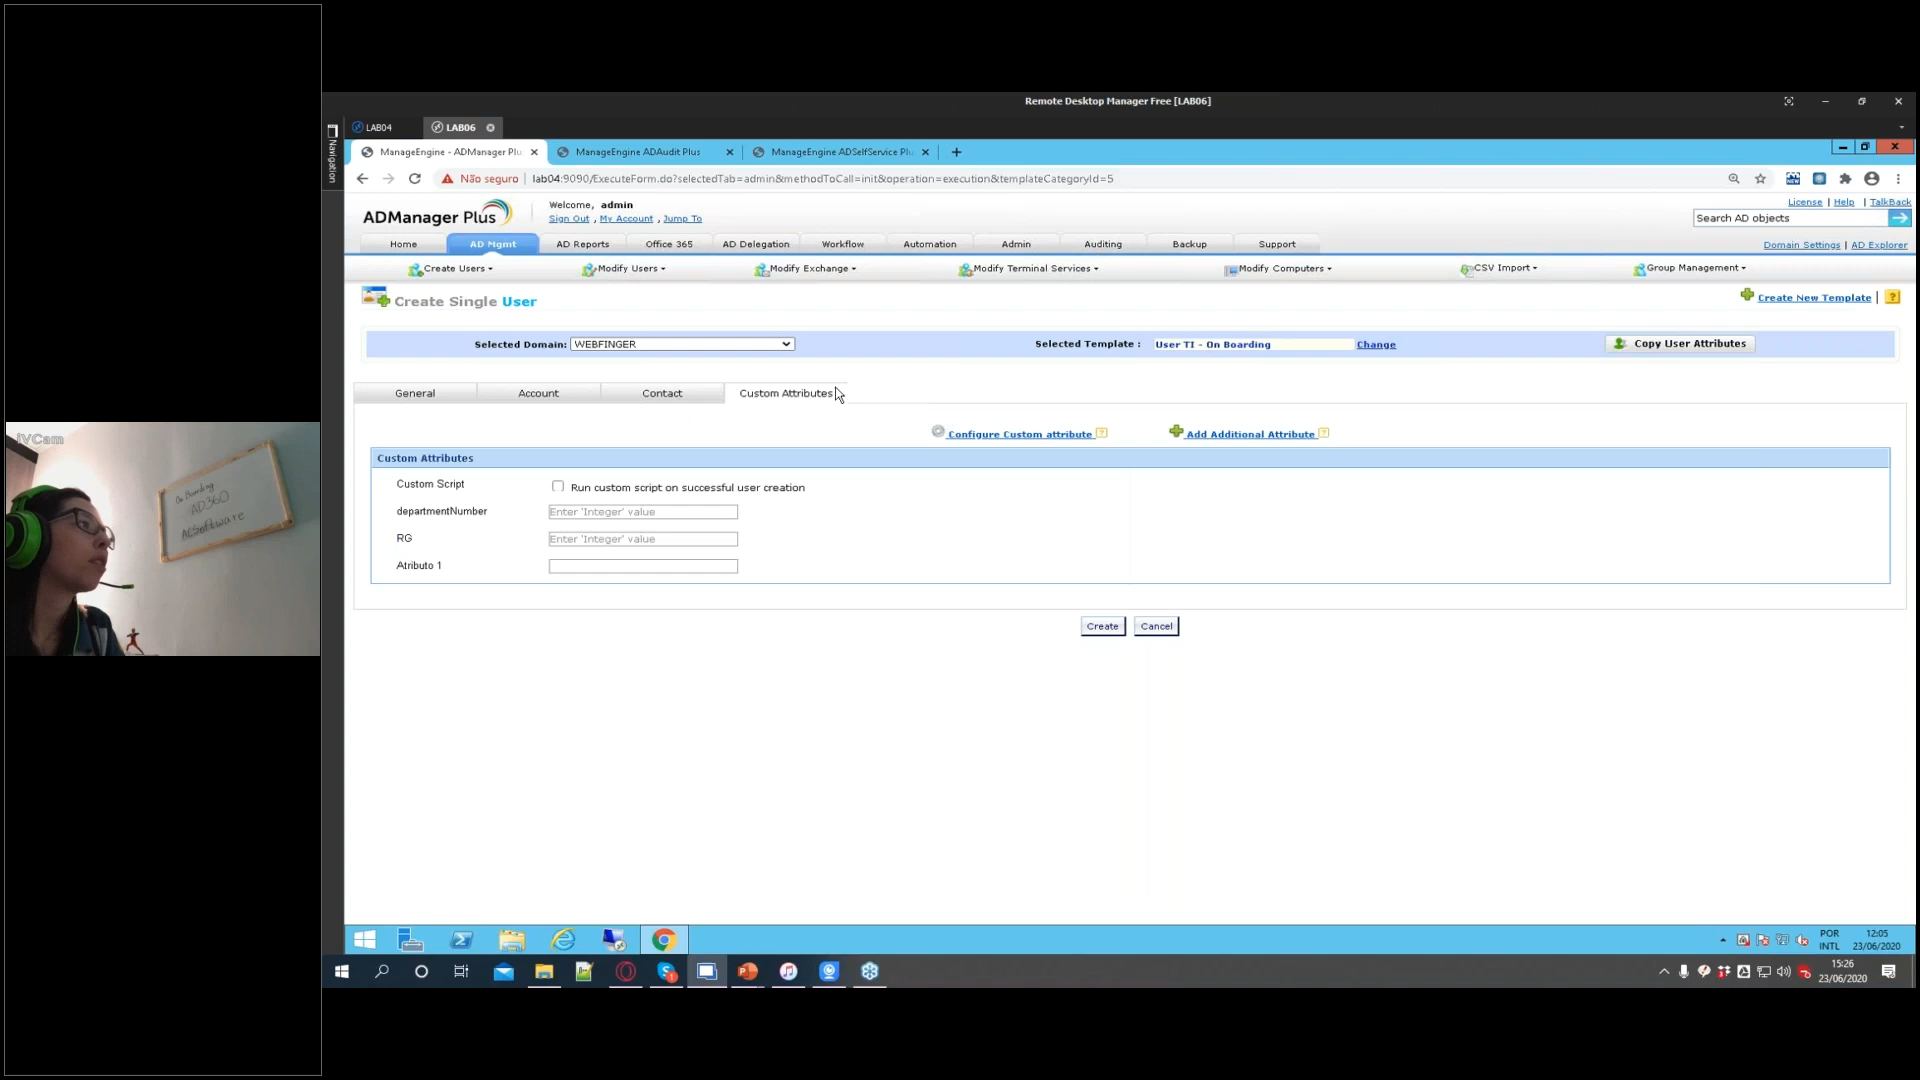 iVCam
On Boarding
AD360
ACSoftware
Remote Desktop Manager Free [LAB06]
Navigation
LAB04
LAB06
ManageEngine - ADManager Plu
ManageEngine ADAudit Plus
ManageEngine ADSelfService Plu
Não seguro
lab04:9090/ExecuteForm.do?selectedTab=admin&methodToCall=init&operation=execution&templateCategoryId=5
ADManager Plus
Welcome, admin
Sign Out , My Account , Jump To
License | Help | TalkBack
Search AD objects
Home AD Mgmt AD Reports Office 365 AD Delegation Workflow Automation Admin Auditing Backup Support
Domain Settings | AD Explorer
Create Users Modify Users Modify Exchange Modify Terminal Services Modify Computers CSV Import Group Management
Create Single User
Create New Template | ?
Selected Domain: WEBFINGER Selected Template : User TI - On Boarding Change Copy User Attributes
General Account Contact Custom Attributes
Configure Custom attribute ? Add Additional Attribute ?
Custom Attributes
Custom Script Run custom script on successful user creation
departmentNumber Enter 'Integer' value
RG Enter 'Integer' value
Atributo 1
Create Cancel
POR
INTL
12:05
23/06/2020
15:26
23/06/2020